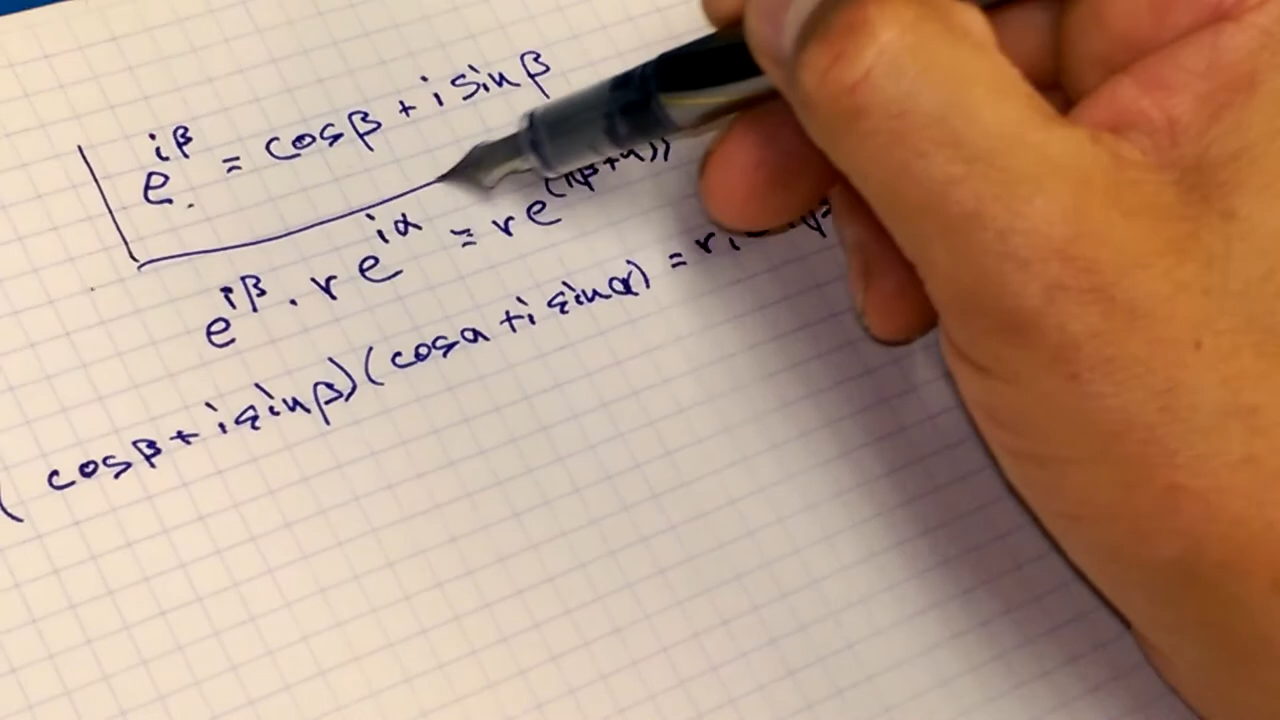 e^{iβ} = cosβ + i sinβ
e^{iβ} · r e^{iα} = r e^{(i(β+α))}
(cosβ + i sinβ)(cosα + i sinα) = r